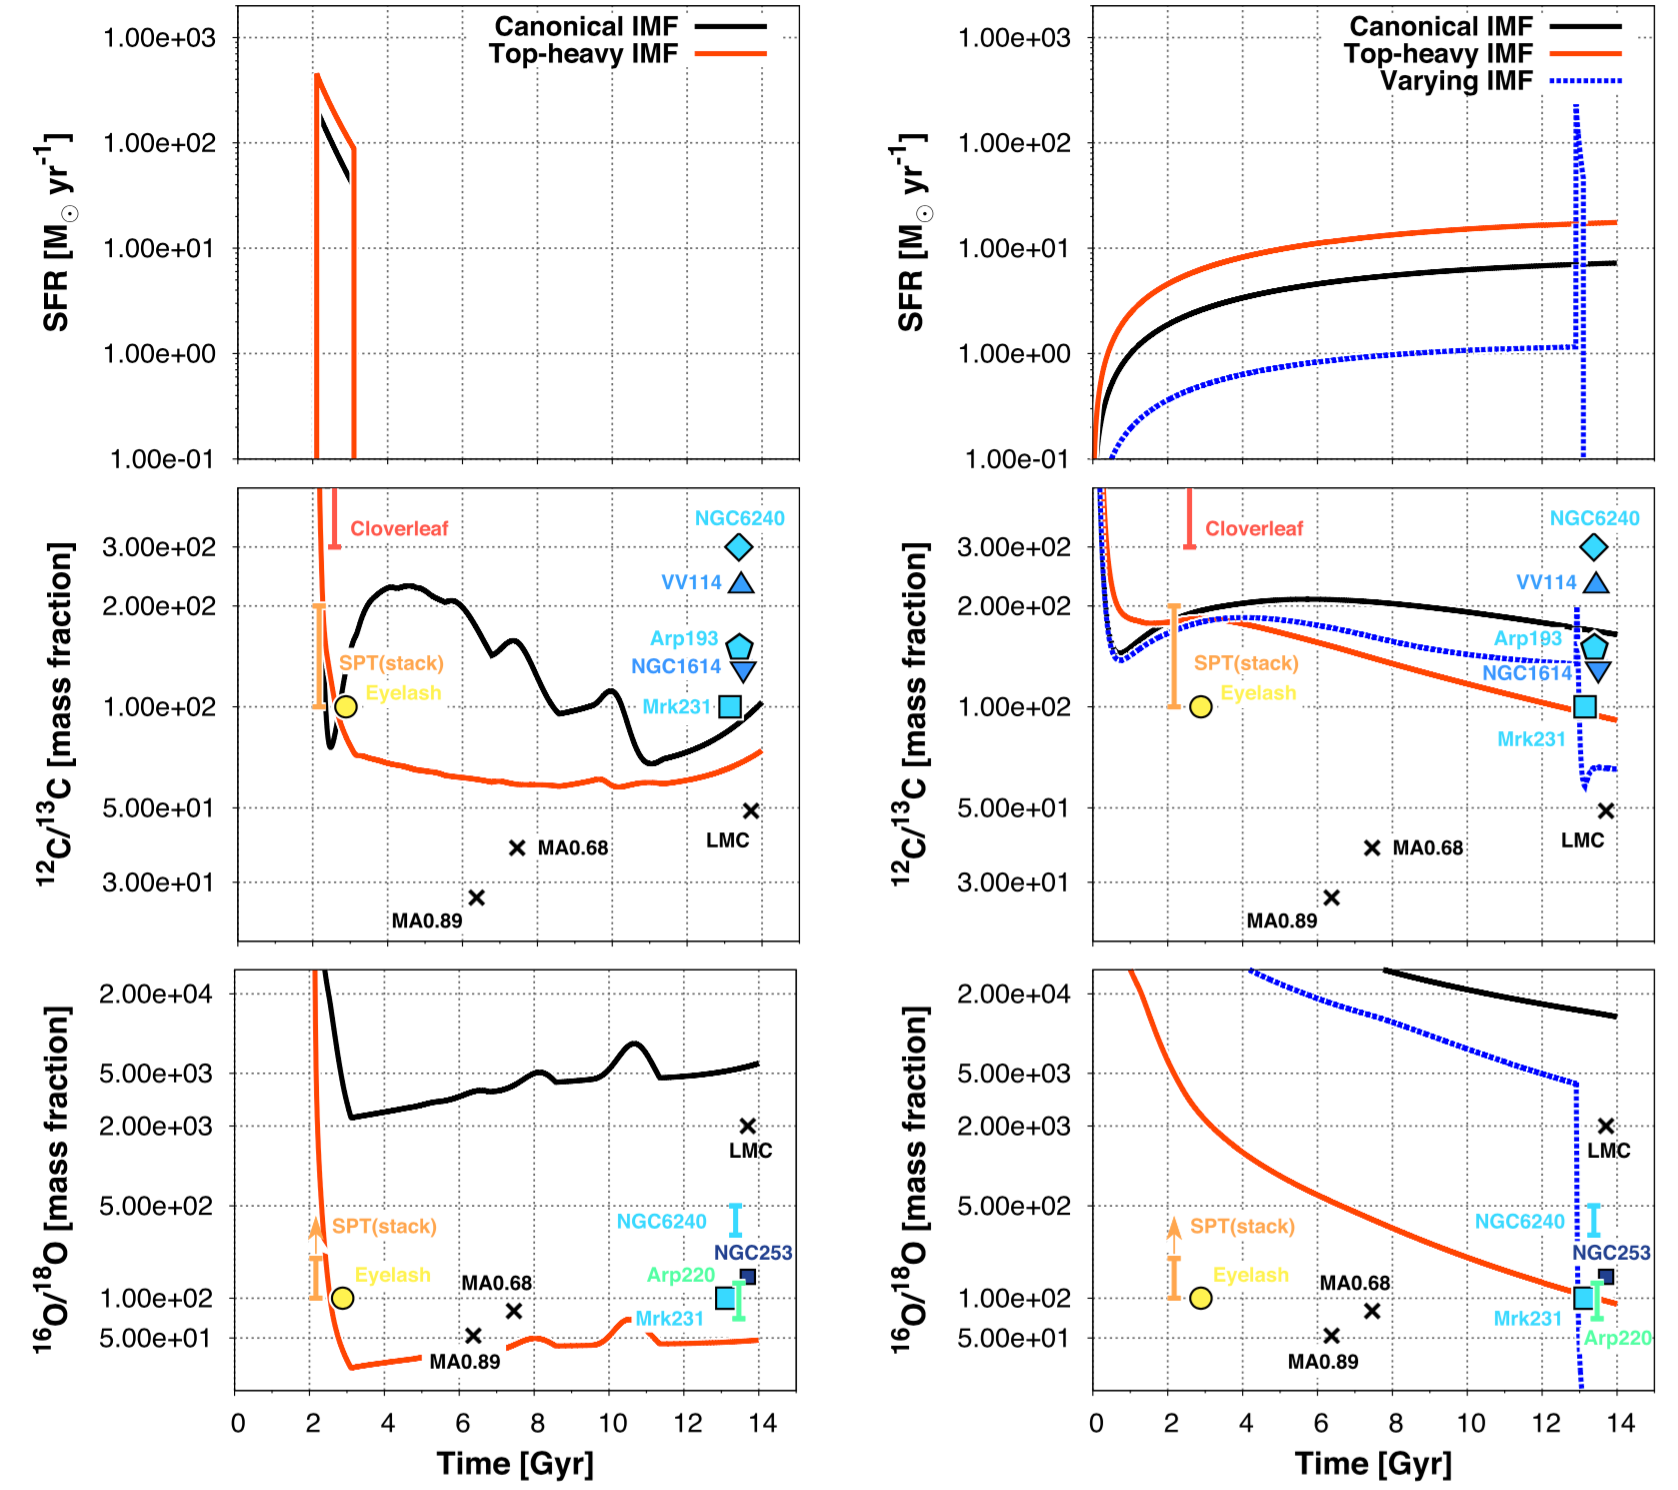 Canonical IMF
Top-heavy IMF
1.00e+03
1.00e+02
1.00e+01
1.00e+00
1.00e-01
SFR [M☉ yr⁻¹]
Canonical IMF
Top-heavy IMF
Varying IMF
1.00e+03
1.00e+02
1.00e+01
1.00e+00
1.00e-01
SFR [M☉ yr⁻¹]
3.00e+02
2.00e+02
1.00e+02
5.00e+01
3.00e+01
¹²C/¹³C [mass fraction]
Cloverleaf
NGC6240
VV114
Arp193
NGC1614
SPT(stack)
Eyelash
Mrk231
LMC
MA0.68
MA0.89
3.00e+02
2.00e+02
1.00e+02
5.00e+01
3.00e+01
¹²C/¹³C [mass fraction]
Cloverleaf
NGC6240
VV114
Arp193
NGC1614
SPT(stack)
Eyelash
Mrk231
LMC
MA0.68
MA0.89
2.00e+04
5.00e+03
2.00e+03
5.00e+02
1.00e+02
5.00e+01
¹⁶O/¹⁸O [mass fraction]
LMC
NGC6240
SPT(stack)
NGC253
Arp220
Eyelash
MA0.68
Mrk231
MA0.89
0 2 4 6 8 10 12 14
Time [Gyr]
2.00e+04
5.00e+03
2.00e+03
5.00e+02
1.00e+02
5.00e+01
¹⁶O/¹⁸O [mass fraction]
LMC
NGC6240
SPT(stack)
NGC253
Eyelash
MA0.68
Mrk231
Arp220
MA0.89
0 2 4 6 8 10 12 14
Time [Gyr]